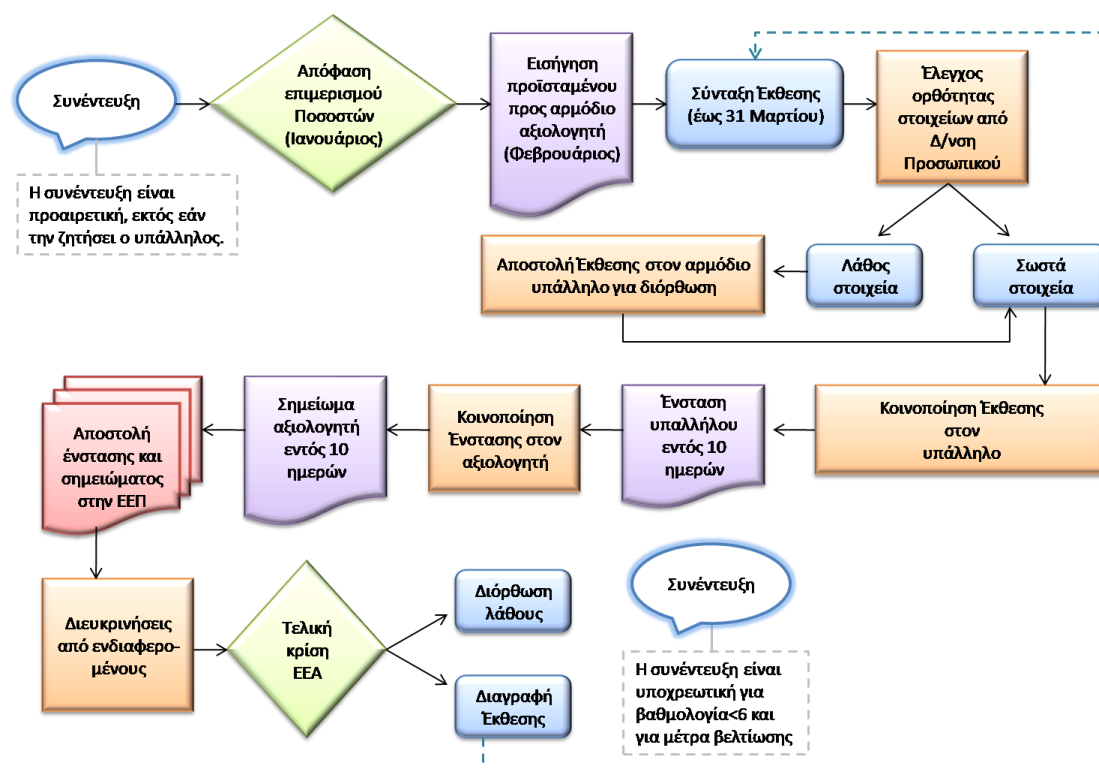 Συνέντευξη
Η συνέντευξη είναι
προαιρετική, εκτός εάν
την ζητήσει ο υπάλληλος.
Απόφαση
επιμερισμού
Ποσοστών
(Ιανουάριος)
Εισήγηση
προϊσταμένου
προς αρμόδιο
αξιολογητή
(Φεβρουάριος)
Σύνταξη Έκθεσης
(έως 31 Μαρτίου)
Έλεγχος
ορθότητας
στοιχείων από
Δ/νση
Προσωπικού
Λάθος
στοιχεία
Σωστά
στοιχεία
Αποστολή Έκθεσης στον αρμόδιο
υπάλληλο για διόρθωση
Κοινοποίηση Έκθεσης
στον
υπάλληλο
Ένσταση
υπαλλήλου
εντός 10
ημερών
Κοινοποίηση
Ένστασης στον
αξιολογητή
Σημείωμα
αξιολογητή
εντός 10
ημερών
Αποστολή
ένστασης και
σημειώματος
στην ΕΕΠ
Διευκρινήσεις
από ενδιαφερο-
μένους
Τελική
κρίση
ΕΕΑ
Διόρθωση
λάθους
Διαγραφή
Έκθεσης
Συνέντευξη
Η συνέντευξη είναι
υποχρεωτική για
βαθμολογία<6 και
για μέτρα βελτίωσης